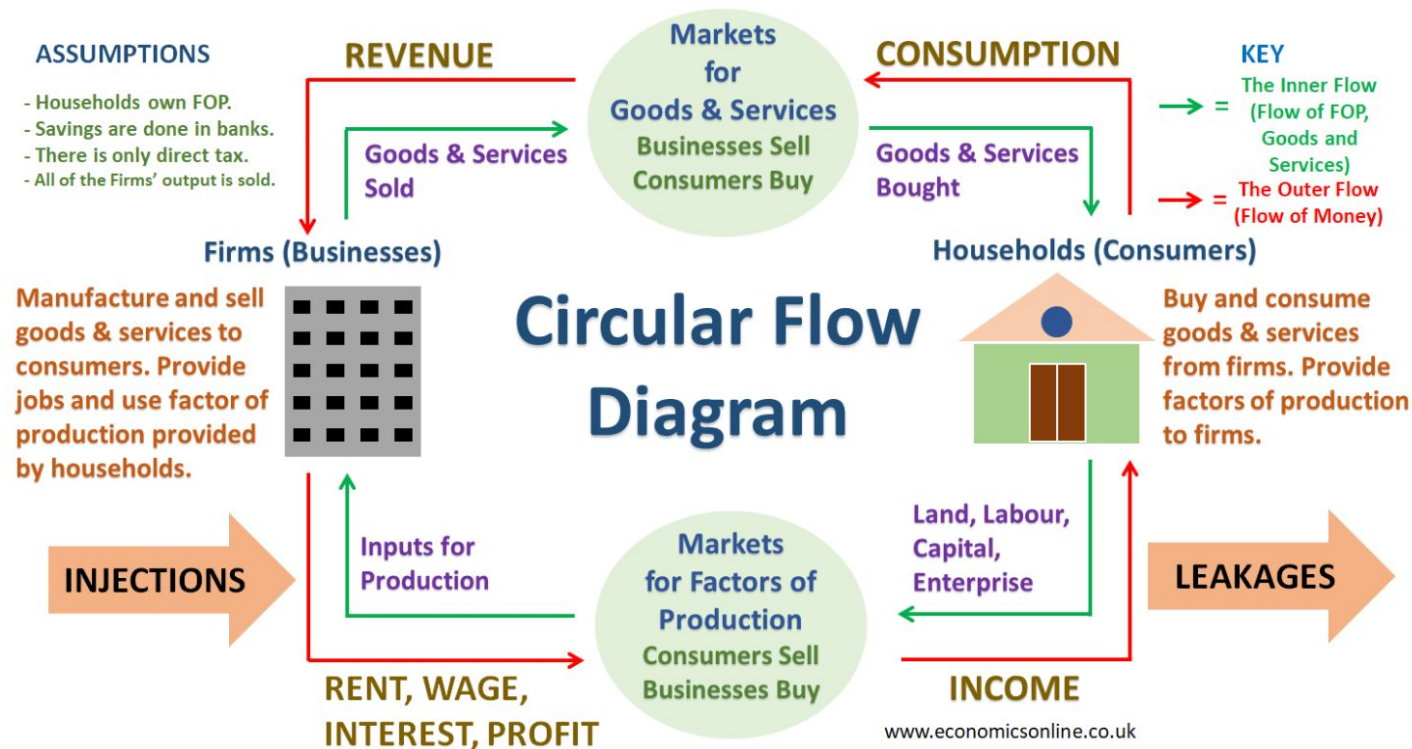 ASSUMPTIONS
- Households own FOP.
- Savings are done in banks.
- There is only direct tax.
- All of the Firms' output is sold.
REVENUE
Markets
for
Goods & Services
Businesses Sell
Consumers Buy
CONSUMPTION
KEY
= The Inner Flow
(Flow of FOP,
Goods and
Services)
= The Outer Flow
(Flow of Money)
Goods & Services
Sold
Goods & Services
Bought
Firms (Businesses)
Manufacture and sell
goods & services to
consumers. Provide
jobs and use factor of
production provided
by households.
Circular Flow
Diagram
Households (Consumers)
Buy and consume
goods & services
from firms. Provide
factors of production
to firms.
INJECTIONS
Inputs for
Production
Markets
for Factors of
Production
Consumers Sell
Businesses Buy
Land, Labour,
Capital,
Enterprise
LEAKAGES
RENT, WAGE,
INTEREST, PROFIT
INCOME
www.economicsonline.co.uk